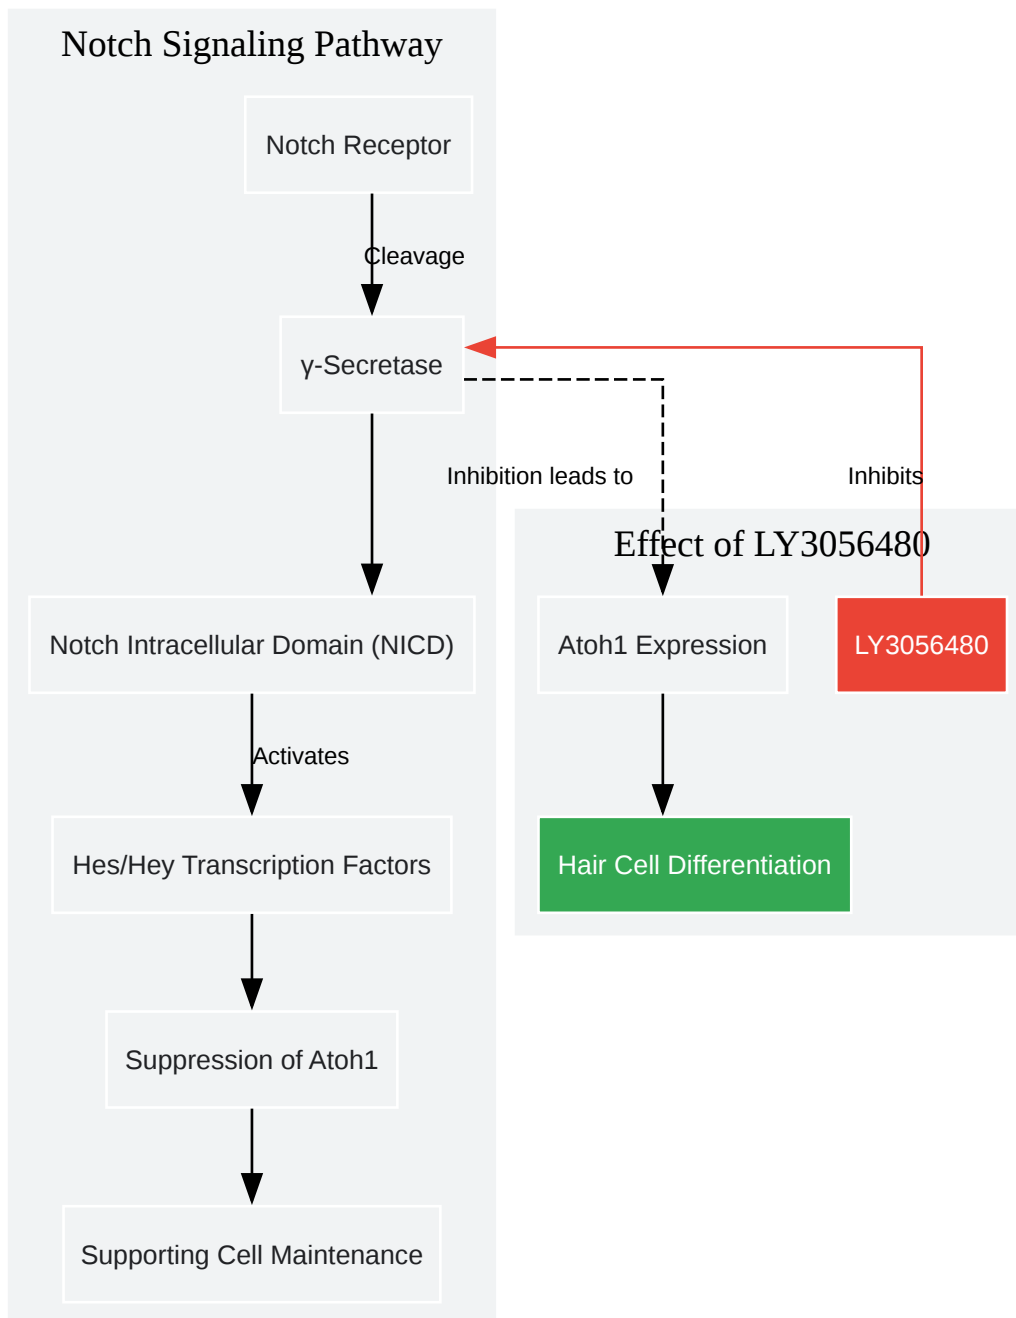 Notch Signaling Pathway
Notch Receptor
Cleavage
γ-Secretase
Inhibition leads to
Inhibits
Effect of LY3056480
Notch Intracellular Domain (NICD)
Atoh1 Expression
LY3056480
Activates
Hes/Hey Transcription Factors
Hair Cell Differentiation
Suppression of Atoh1
Supporting Cell Maintenance